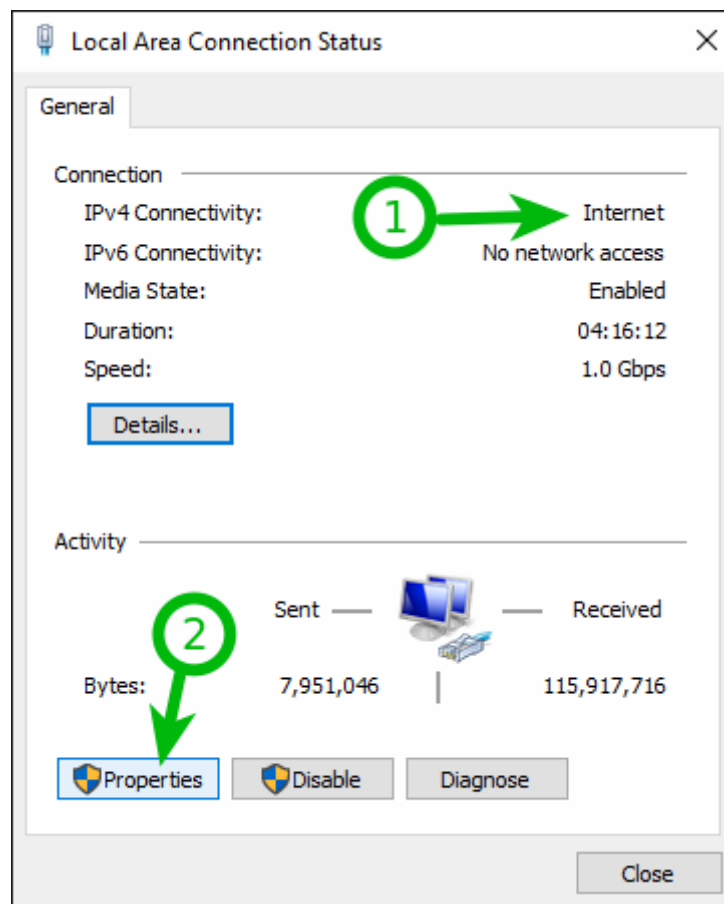 Local Area Connection Status
General
Connection
IPv4 Connectivity: 1 Internet
IPv6 Connectivity: No network access
Media State: Enabled
Duration: 04:16:12
Speed: 1.0 Gbps
Details...
Activity
Sent Received
2
Bytes: 7,951,046 115,917,716
Properties Disable Diagnose
Close